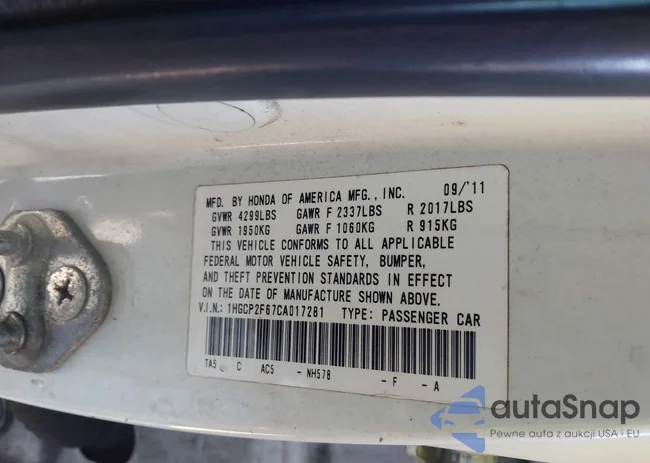 MFD. BY HONDA OF AMERICA MFG., INC. 09/'11
GVWR 4299LBS GAWR F 2337LBS R 2017LBS
GVWR 1950KG GAWR F 1060KG R 915KG
THIS VEHICLE CONFORMS TO ALL APPLICABLE
FEDERAL MOTOR VEHICLE SAFETY, BUMPER,
AND THEFT PREVENTION STANDARDS IN EFFECT
ON THE DATE OF MANUFACTURE SHOWN ABOVE.
V.I.N.: 1HGCP2F67CA017281 TYPE: PASSENGER CAR
TA5 C AC5 - NH578 - F - A
autaSnap
Pewne auta z aukcji USA i EU